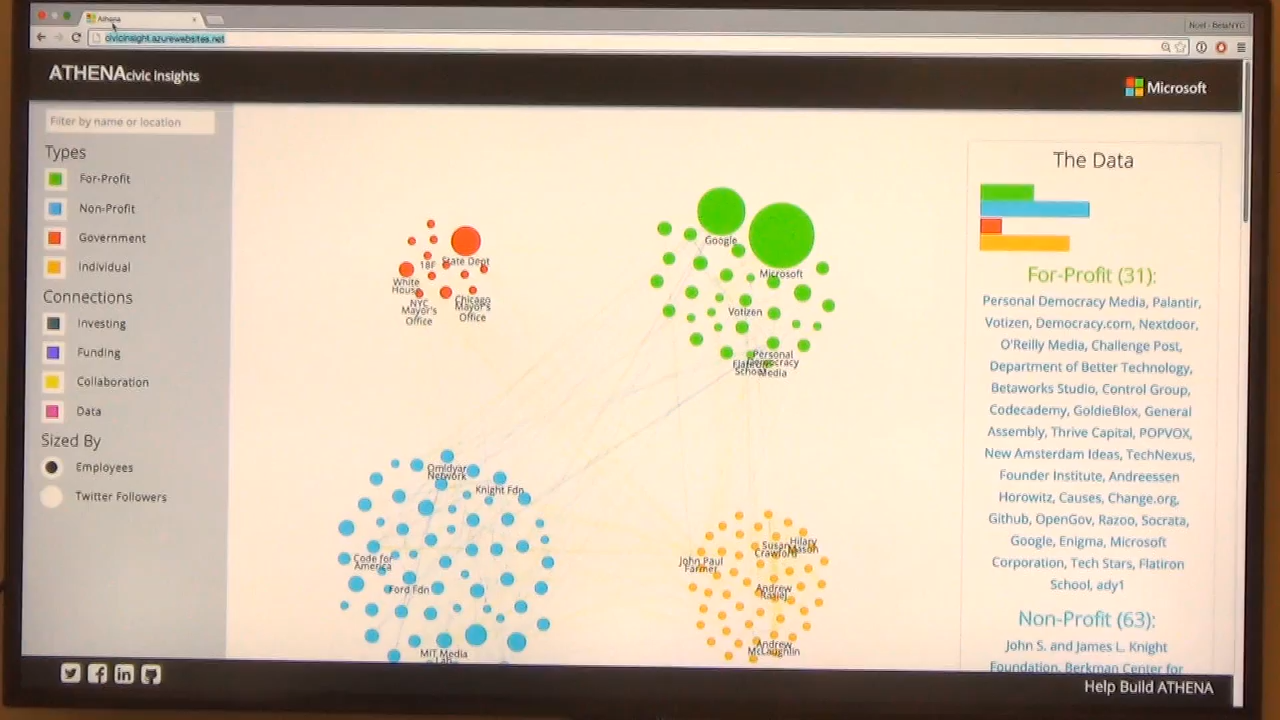 Athena
Noel - BetaNYC
civicinsight.azurewebsites.net
ATHENAcivic insights
Microsoft
Filter by name or location
Types
For-Profit
Non-Profit
Government
Individual
Connections
Investing
Funding
Collaboration
Data
Sized By
Employees
Twitter Followers
State Dept
18F
White
House
NYC
Mayor's
Office
Chicago
Mayor's
Office
Google
Microsoft
Votizen
Personal
Democracy
Media
Flatiron
School
Omidyar
Network
Knight Fdn
Code for
America
Ford Fdn
MIT Media
Lab
Susan
Crawford
Hilary
Mason
John Paul
Farmer
Andrew
Rasiej
Andrew
McLaughlin
The Data
For-Profit (31):
Personal Democracy Media, Palantir,
Votizen, Democracy.com, Nextdoor,
O'Reilly Media, Challenge Post,
Department of Better Technology,
Betaworks Studio, Control Group,
Codecademy, GoldieBlox, General
Assembly, Thrive Capital, POPVOX,
New Amsterdam Ideas, TechNexus,
Founder Institute, Andreessen
Horowitz, Causes, Change.org,
Github, OpenGov, Razoo, Socrata,
Google, Enigma, Microsoft
Corporation, Tech Stars, Flatiron
School, ady1
Non-Profit (63):
John S. and James L. Knight
Foundation, Berkman Center for
Help Build ATHENA